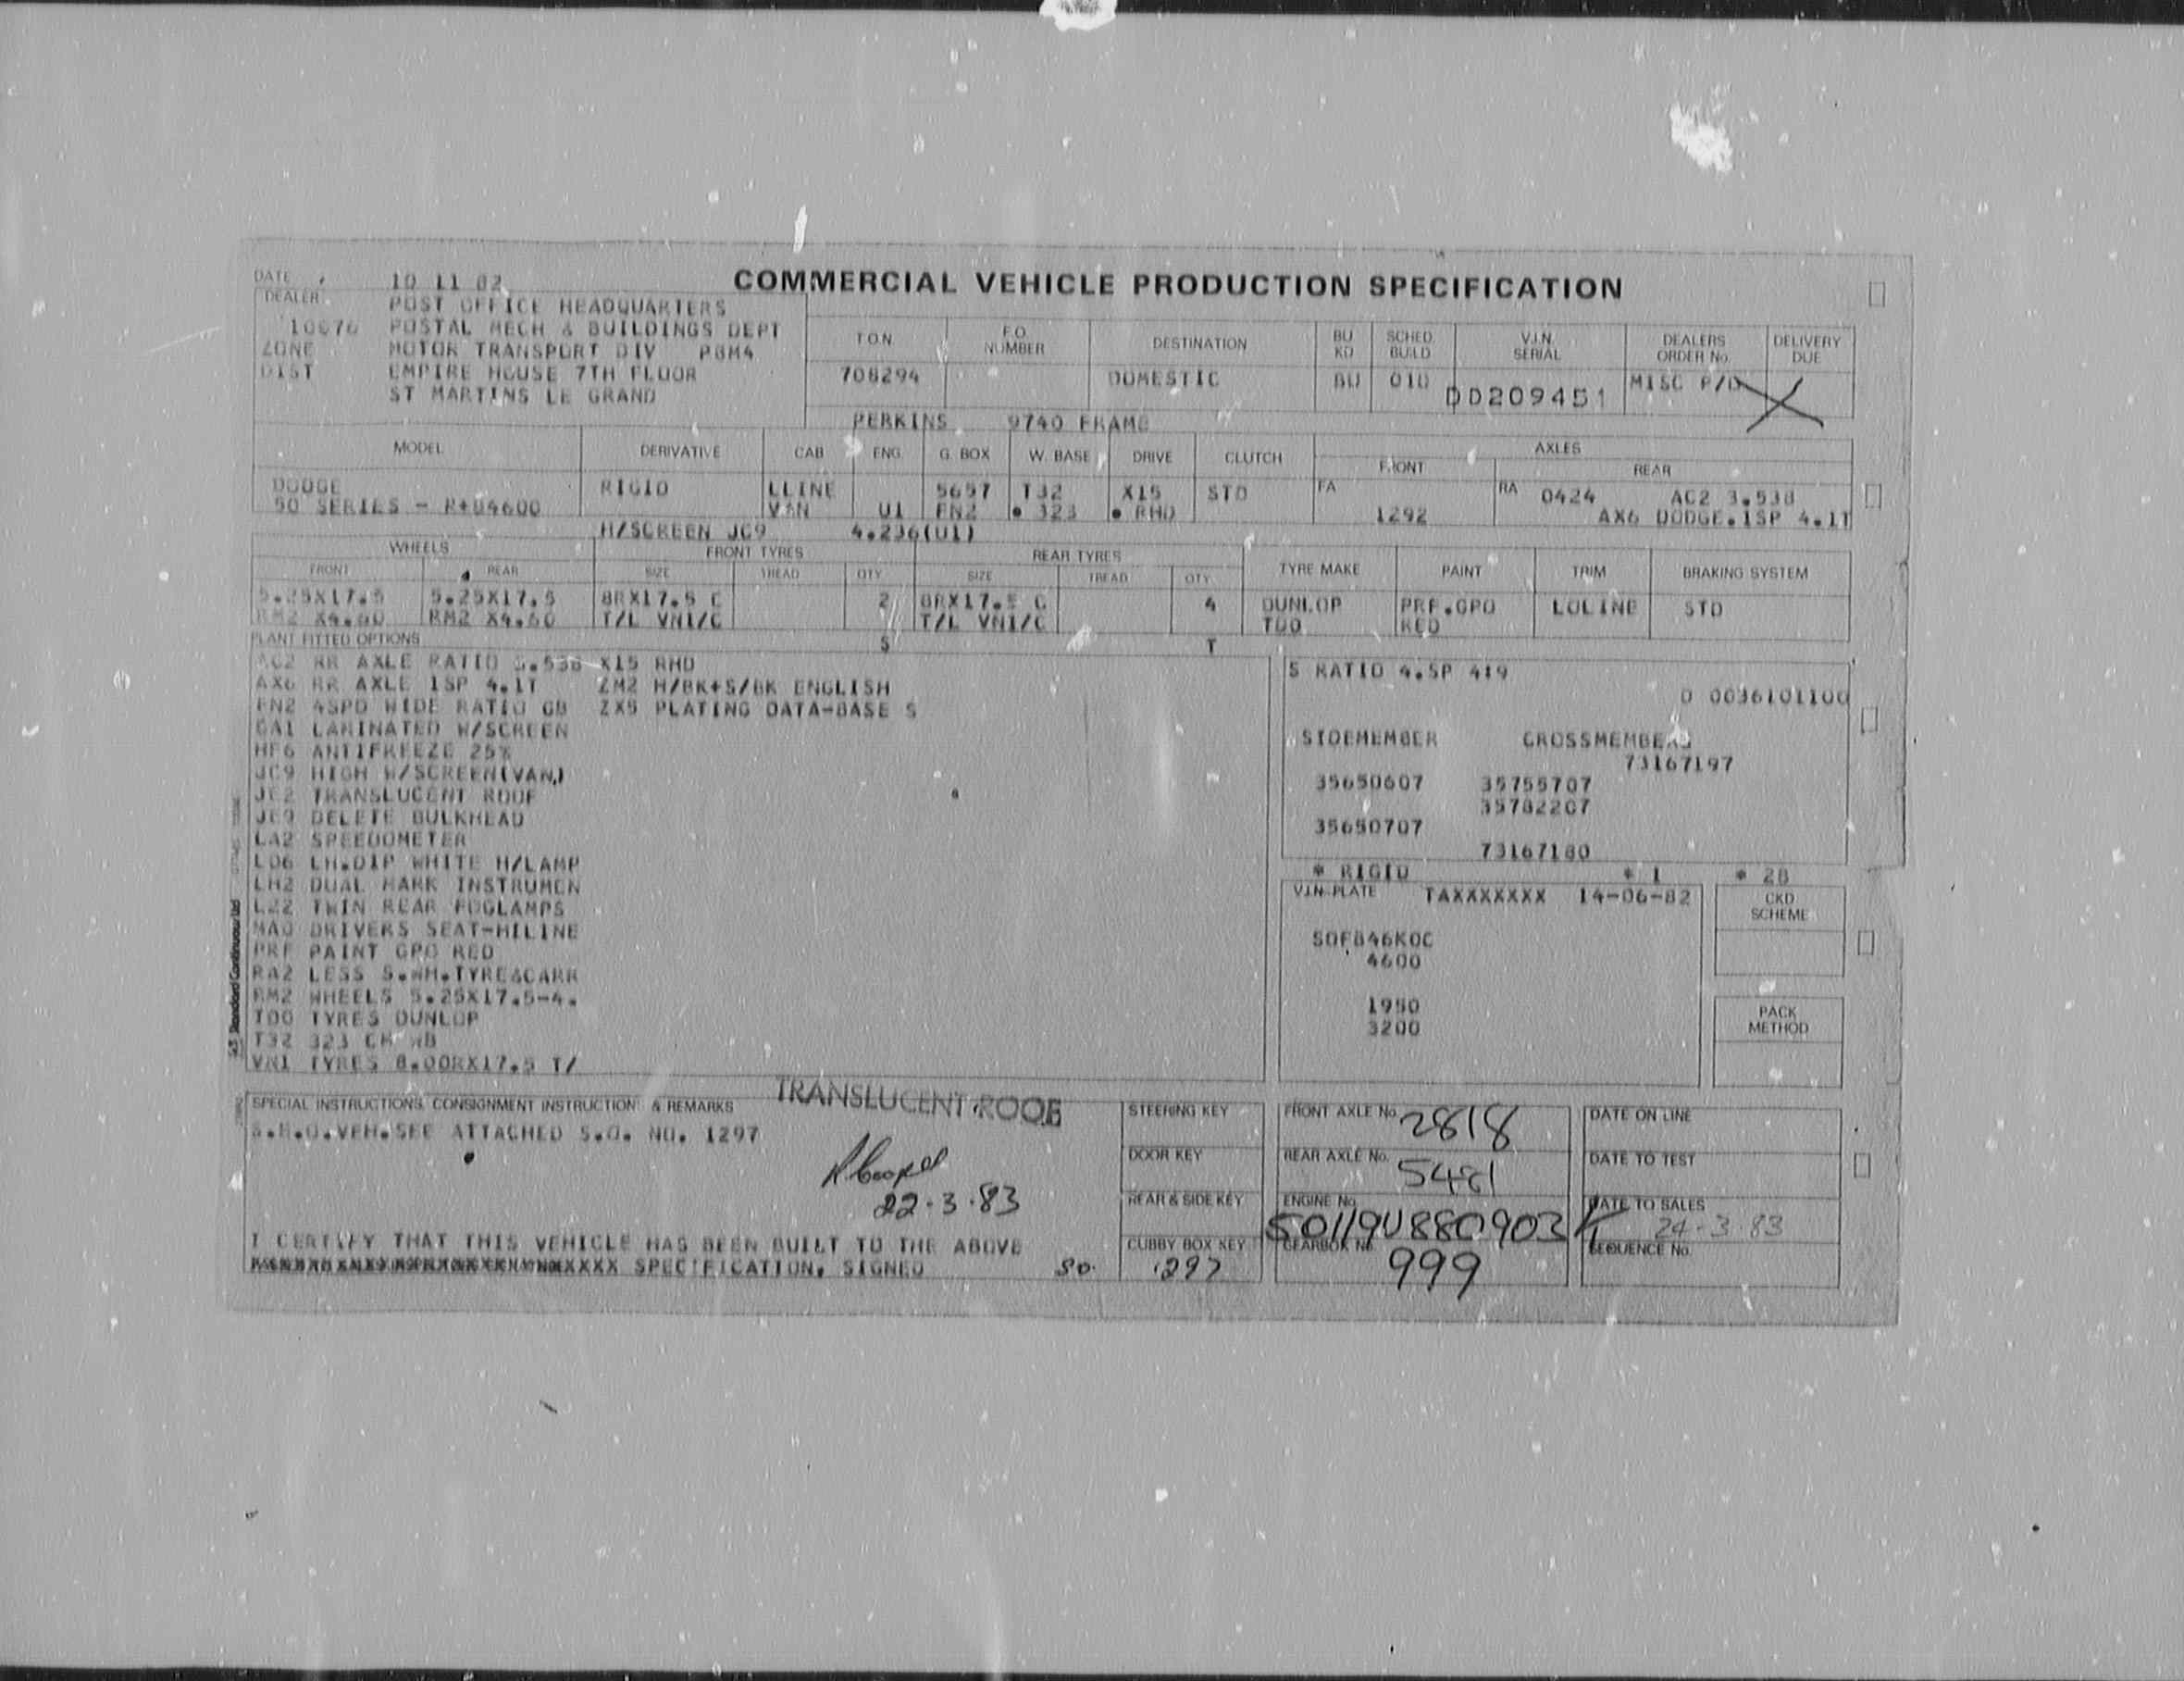 DATE 10 11 82 COMMERCIAL VEHICLE PRODUCTION SPECIFICATION
DEALER POST OFFICE HEADQUARTERS
10076 POSTAL MECH & BUILDINGS DEPT
ZONE MOTOR TRANSPORT DIV PBM4
DIST EMPIRE HOUSE 7TH FLOOR
ST MARTINS LE GRAND
T.O.N. F.O. NUMBER DESTINATION BU KD SCHED. BUILD V.I.N. SERIAL DEALERS ORDER No. DELIVERY DUE
708294 DOMESTIC BU 010 DD209451 MISC P/O X
PERKINS 9740 FRAME
MODEL DERIVATIVE CAB ENG. G. BOX W. BASE DRIVE CLUTCH AXLES
FRONT REAR
DODGE RIGID LLINE 5657 T32 X15 STD FA RA 0424 AC2 3.538
50 SERIES - R+D4600 VAN U1 FN2 • 323 • RHD 1292 AX6 DODGE.1SP 4.1T
H/SCREEN JC9 4.236(U1)
WHEELS FRONT TYRES REAR TYRES TYRE MAKE PAINT TRIM BRAKING SYSTEM
FRONT REAR SIZE TREAD QTY SIZE TREAD QTY
5.25X17.5 5.25X17.5 8RX17.5 C 2 8RX17.5 C 4 DUNLOP PRF.GPO LOLINE STD
RM2 X4.60 RM2 X4.60 T/L VN1/C T/L VN1/C TDO RED
PLANT FITTED OPTIONS S T
AC2 RR AXLE RATIO 3.538 X15 RHD
AX6 RR AXLE 1SP 4.1T ZM2 H/BK+S/BK ENGLISH
FN2 4SPD WIDE RATIO GB ZX5 PLATING DATA-BASE S
GA1 LAMINATED W/SCREEN
HF6 ANTIFREEZE 25%
JC9 HIGH W/SCREEN(VAN)
JE2 TRANSLUCENT ROOF
JE9 DELETE BULKHEAD
LA2 SPEEDOMETER
LD6 LH.DIP WHITE H/LAMP
LH2 DUAL MARK INSTRUMEN
LZ2 TWIN REAR FOGLAMPS
MAO DRIVERS SEAT-HILINE
PRF PAINT GPO RED
RA2 LESS S.WH.TYRE&CARR
RM2 WHEELS 5.25X17.5-4.
TDO TYRES DUNLOP
T32 323 CM WB
VN1 TYRES 8.00RX17.5 T/
S RATIO 4.SP 419
D 0036101100
SIDEMEMBER CROSSMEMBERS
73167197
35650607 35755707
35782207
35650707
73167180
* RIGID * 1 * 28
V.I.N. PLATE TAXXXXXXX 14-06-82 CKD SCHEME
SOF846K0C
4600
1950
3200
PACK METHOD
Standard Continuous Ltd
SPECIAL INSTRUCTIONS. CONSIGNMENT INSTRUCTION & REMARKS TRANSLUCENT ROOF
S.E.O.VEH.SEE ATTACHED S.O. NO. 1297
22.3.83
I CERTIFY THAT THIS VEHICLE HAS BEEN BUILT TO THE ABOVE
SPECIFICATION, SIGNED
STEERING KEY
DOOR KEY
REAR & SIDE KEY
CUBBY BOX KEY
SO. 1297
FRONT AXLE No. 2818
REAR AXLE No. 5481
ENGINE No. 50119U880903K
GEARBOX No. 999
DATE ON LINE
DATE TO TEST
DATE TO SALES 24-3 83
SEQUENCE No.